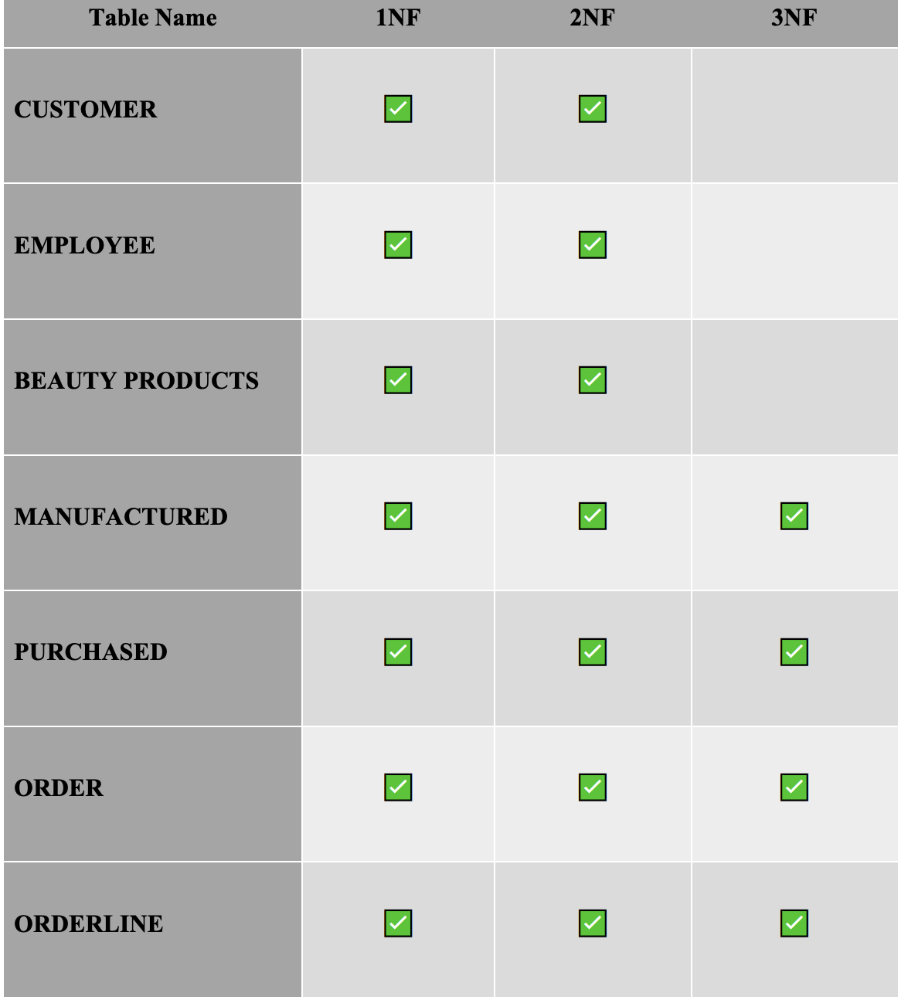 Table Name 1NF 2NF 3NF
CUSTOMER ✅ ✅
EMPLOYEE ✅ ✅
BEAUTY PRODUCTS ✅ ✅
MANUFACTURED ✅ ✅ ✅
PURCHASED ✅ ✅ ✅
ORDER ✅ ✅ ✅
ORDERLINE ✅ ✅ ✅